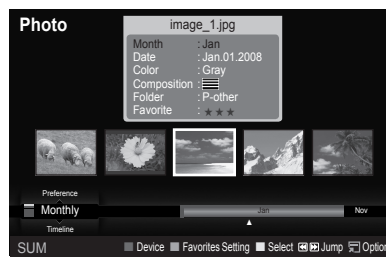 Photo
image_1.jpg
Month : Jan
Date : Jan.01.2008
Color : Gray
Composition :
Folder : P-other
Favorite : ★ ★ ★
Preference
Monthly
Jan
Nov
Timeline
SUM
Device
Favorites Setting
Select
Jump
Option